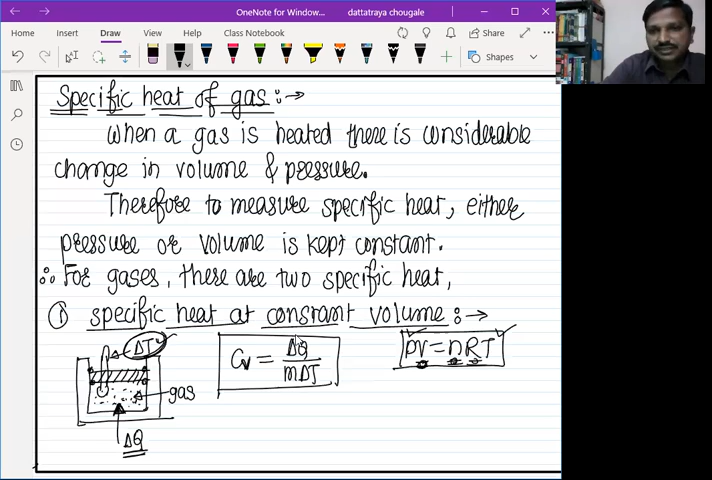 OneNote for Window...
dattatraya chougale
Home
Insert
Draw
View
Help
Class Notebook
Share
Shapes
Specific heat of gas :→
When a gas is heated there is considerable
change in volume & pressure.
Therefore to measure specific heat, either
pressure or volume is kept constant.
∴ For gases, there are two specific heat,
① specific heat at constant volume :→
ΔT
Cv = ΔQ / mΔT
PV = nRT
gas
ΔQ